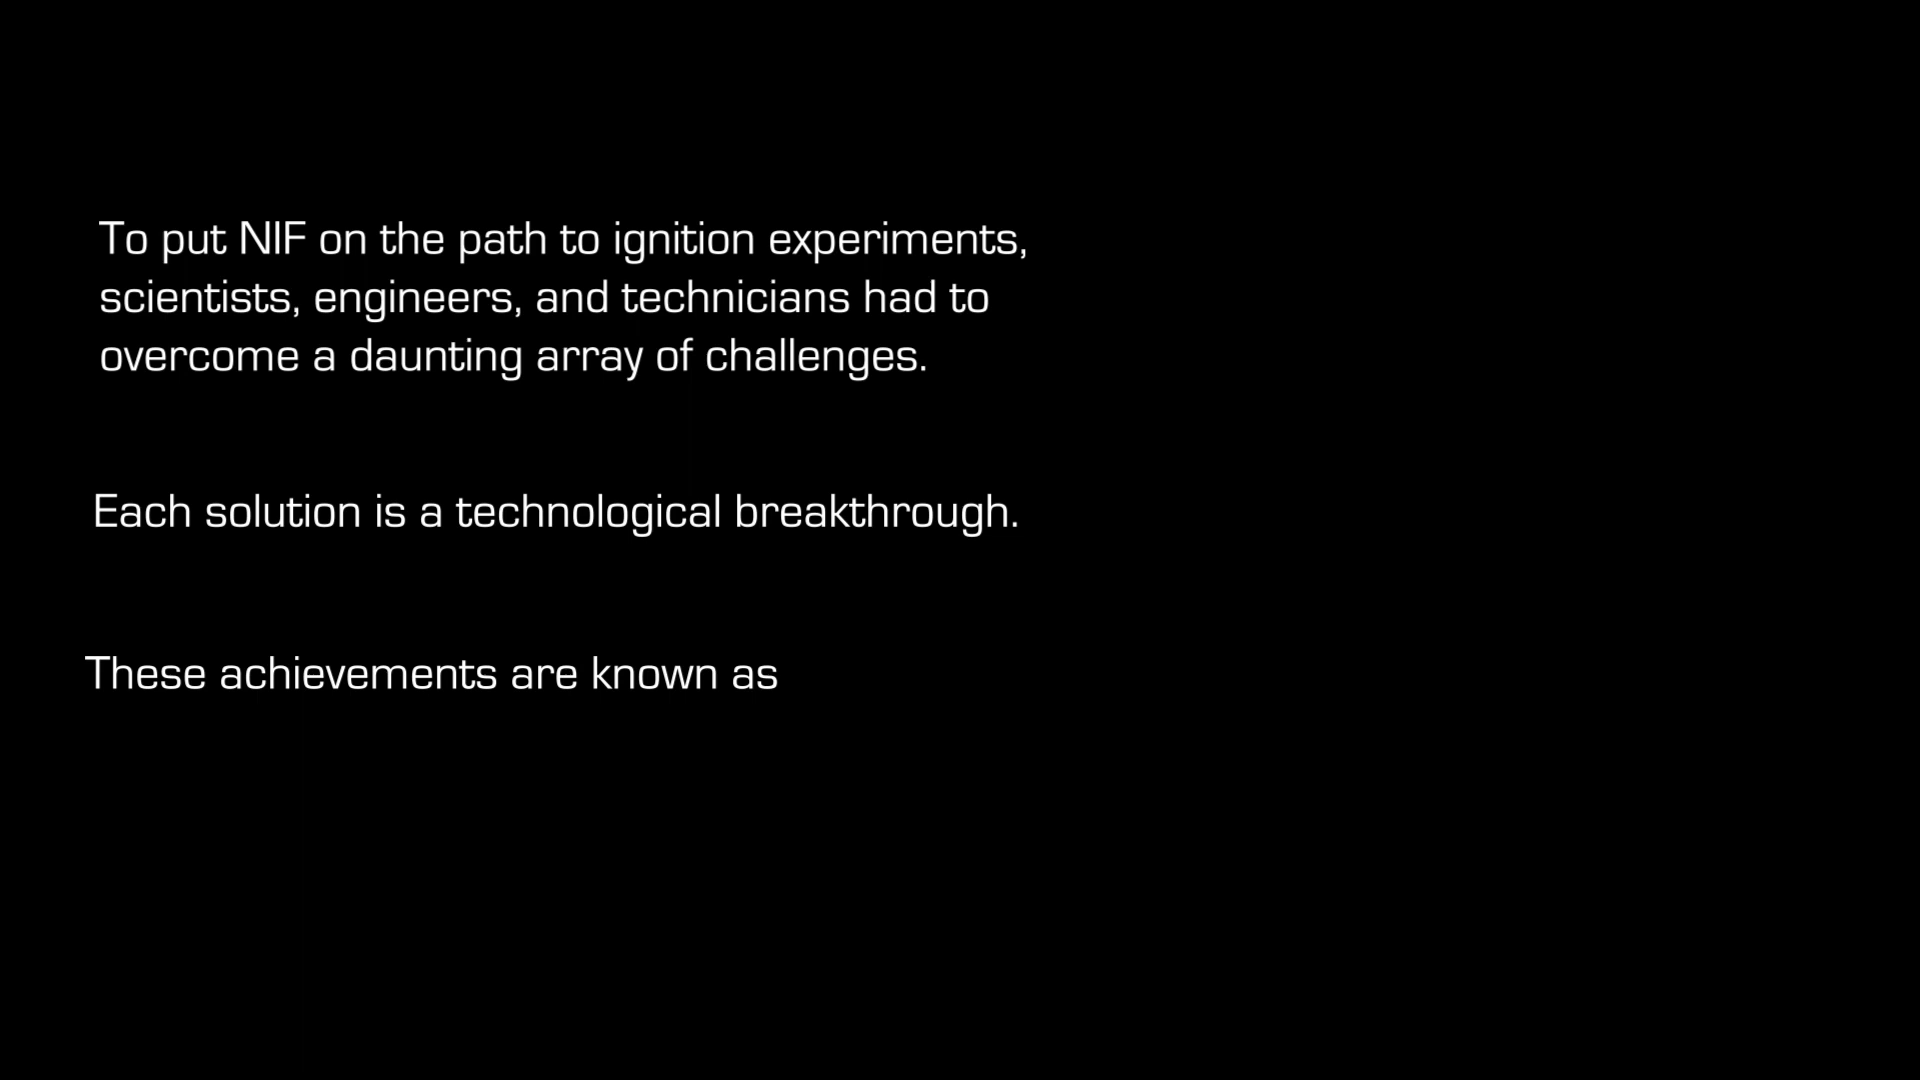 To put NIF on the path to ignition experiments,
scientists, engineers, and technicians had to
overcome a daunting array of challenges.
Each solution is a technological breakthrough.
These achievements are known as